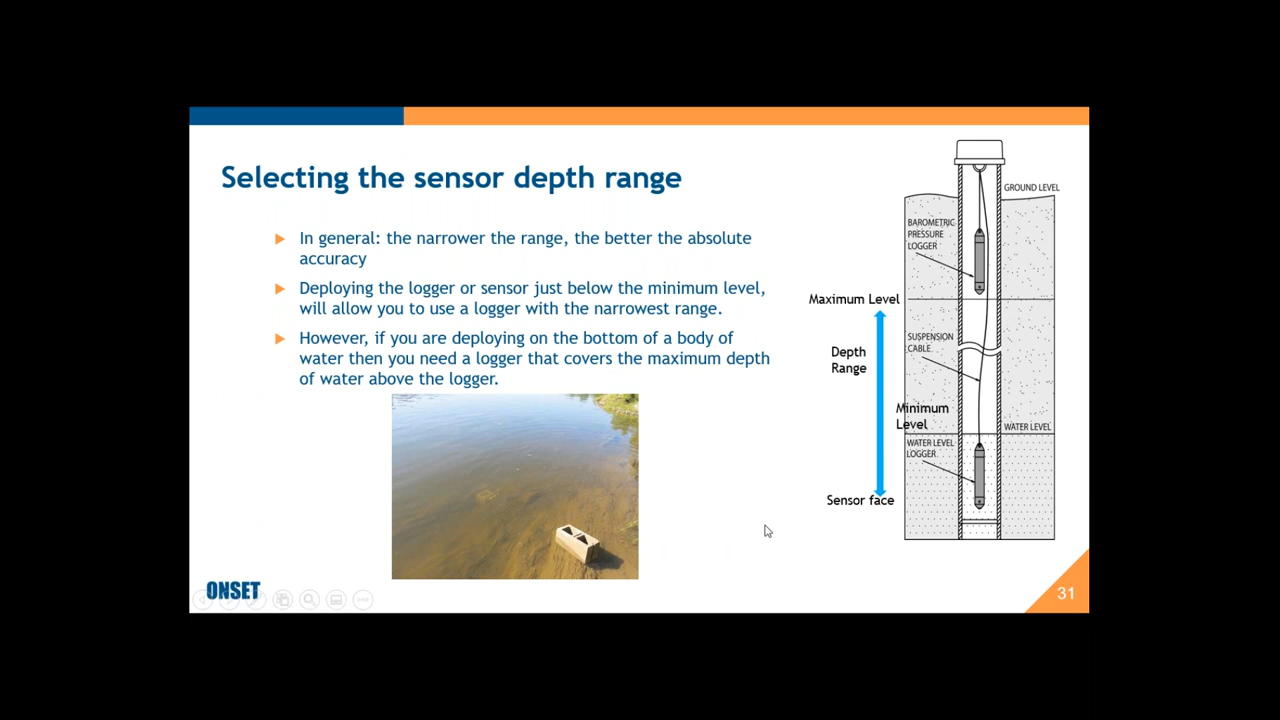 Selecting the sensor depth range
In general: the narrower the range, the better the absolute
accuracy
Deploying the logger or sensor just below the minimum level,
will allow you to use a logger with the narrowest range.
However, if you are deploying on the bottom of a body of
water then you need a logger that covers the maximum depth
of water above the logger.
GROUND LEVEL
BAROMETRIC
PRESSURE
LOGGER
Maximum Level
SUSPENSION
CABLE
Depth
Range
Minimum
Level
WATER LEVEL
WATER LEVEL
LOGGER
Sensor face
ONSET
31